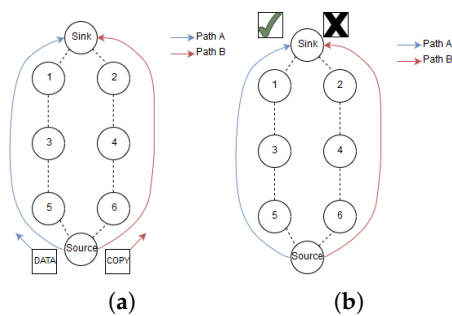 Sink
Path A
Path B
1
2
3
4
5
6
Source
DATA
COPY
(a)
Sink
Path A
Path B
1
2
3
4
5
6
Source
(b)